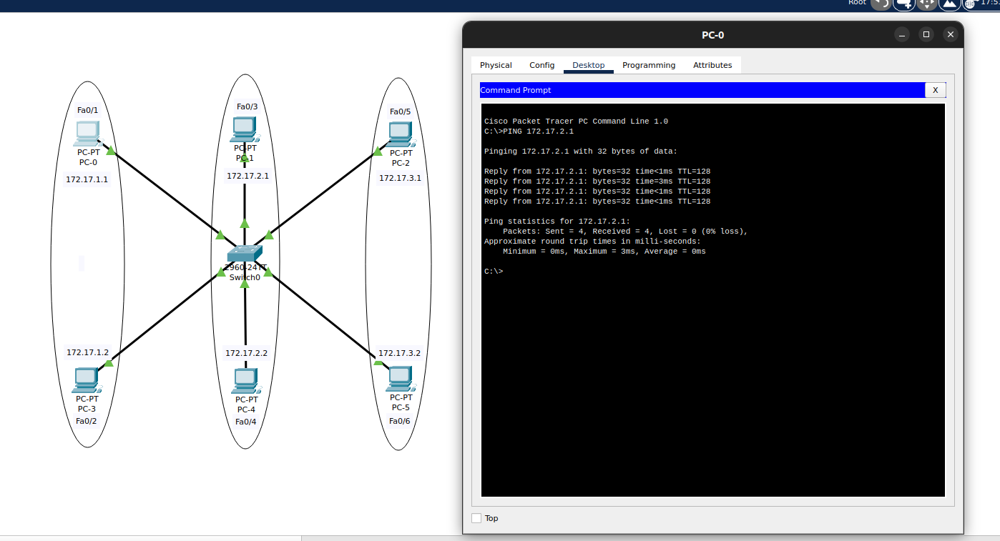 Root
17:5
Fa0/1
PC-PT
PC-0
172.17.1.1
Fa0/3
PC-PT
PC-1
172.17.2.1
Fa0/5
PC-PT
PC-2
172.17.3.1
2960-24TT
Switch0
172.17.1.2
PC-PT
PC-3
Fa0/2
172.17.2.2
PC-PT
PC-4
Fa0/4
172.17.3.2
PC-PT
PC-5
Fa0/6
PC-0
Physical Config Desktop Programming Attributes
Command Prompt
X
Cisco Packet Tracer PC Command Line 1.0
C:\>PING 172.17.2.1
Pinging 172.17.2.1 with 32 bytes of data:
Reply from 172.17.2.1: bytes=32 time<1ms TTL=128
Reply from 172.17.2.1: bytes=32 time=3ms TTL=128
Reply from 172.17.2.1: bytes=32 time<1ms TTL=128
Reply from 172.17.2.1: bytes=32 time<1ms TTL=128
Ping statistics for 172.17.2.1:
Packets: Sent = 4, Received = 4, Lost = 0 (0% loss),
Approximate round trip times in milli-seconds:
Minimum = 0ms, Maximum = 3ms, Average = 0ms
C:\>
Top